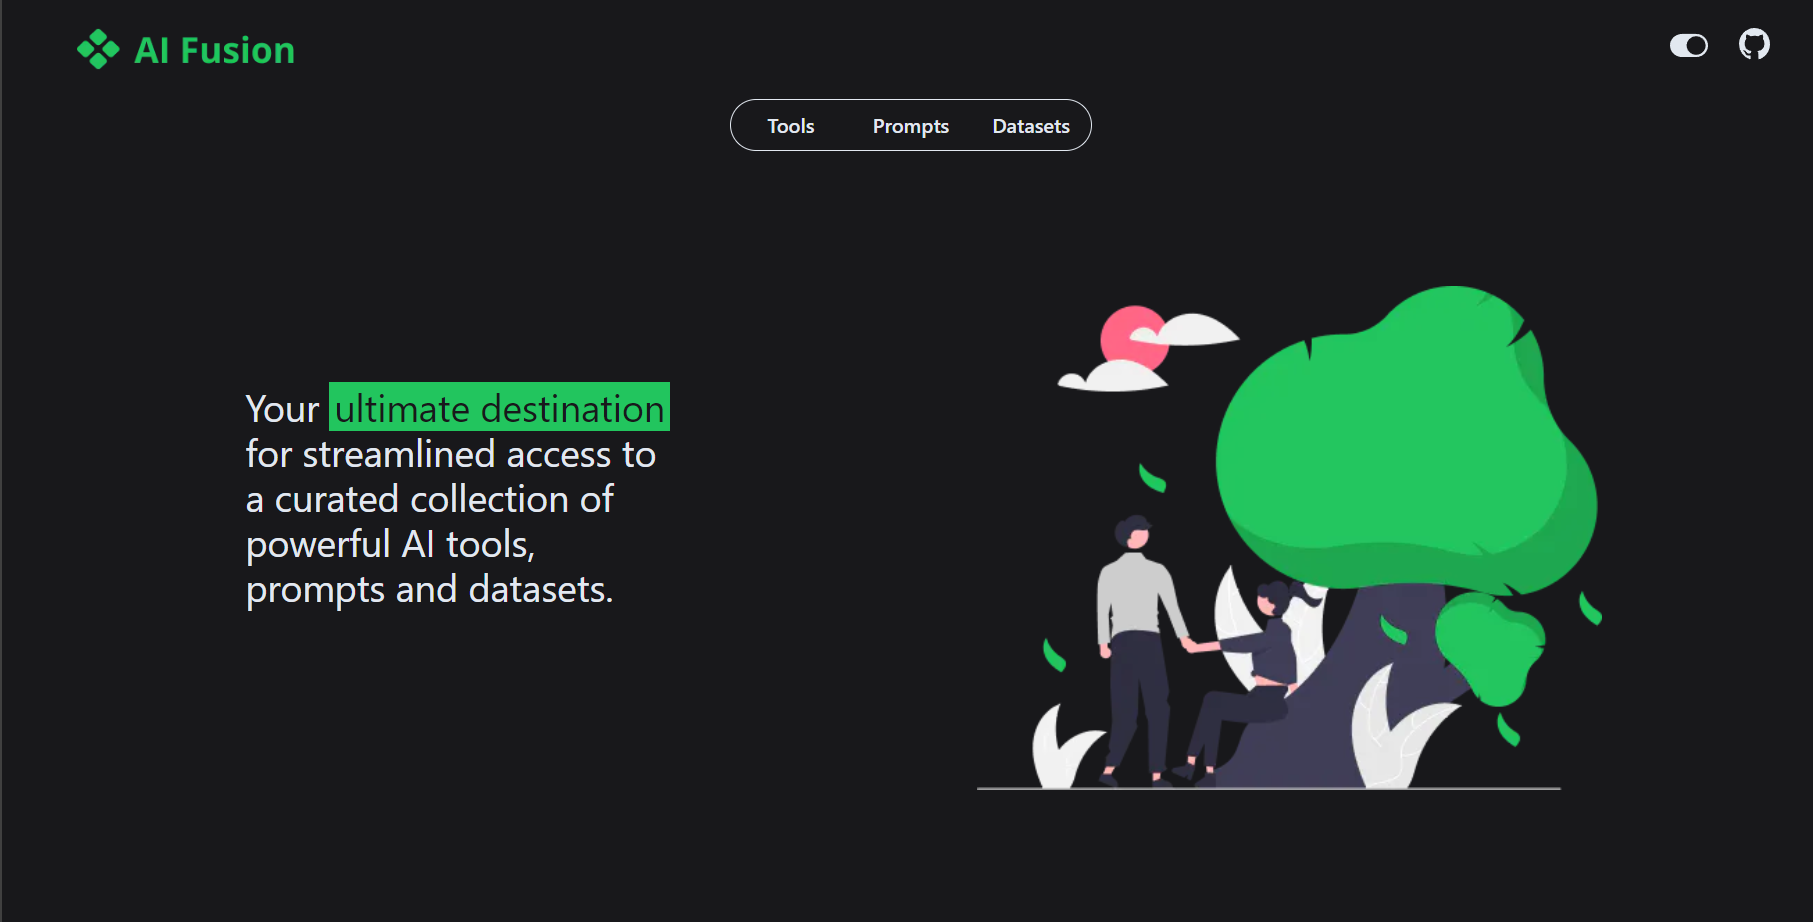 AI Fusion
Tools Prompts Datasets
Your ultimate destination
for streamlined access to
a curated collection of
powerful AI tools,
prompts and datasets.